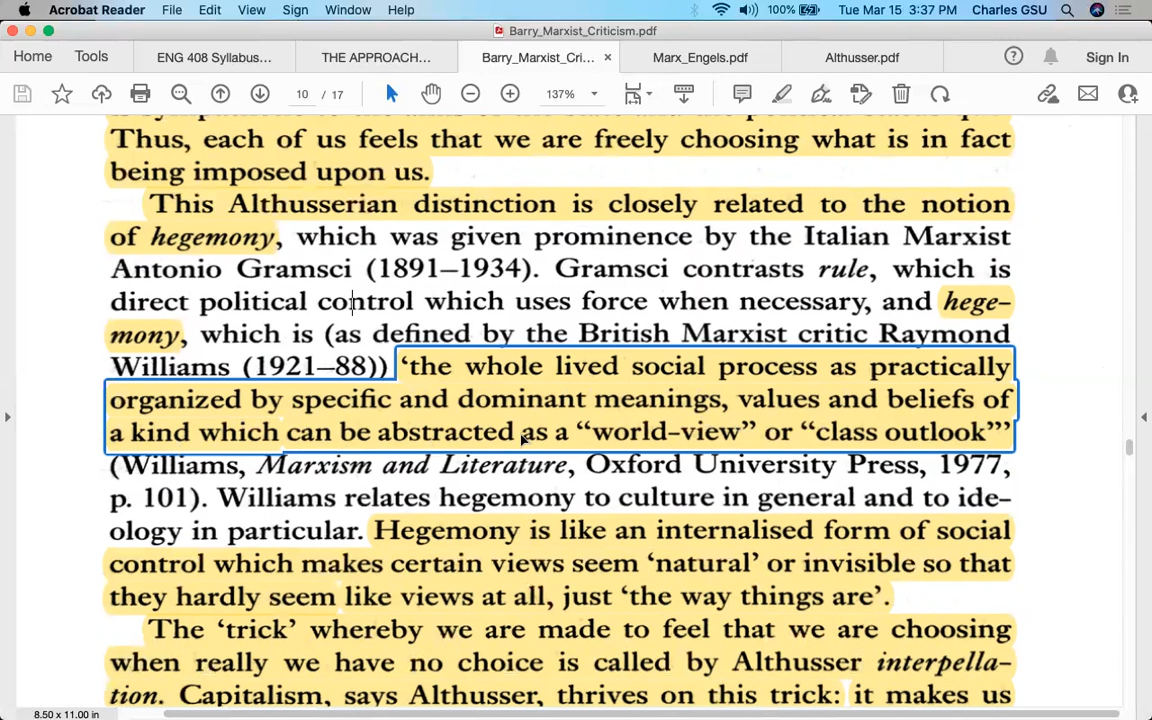 Acrobat Reader File Edit View Sign Window Help 100% Tue Mar 15 3:37 PM Charles GSU
Barry_Marxist_Criticism.pdf
Home Tools ENG 408 Syllabus... THE APPROACH... Barry_Marxist_Cri... × Marx_Engels.pdf Althusser.pdf ? Sign In
10 / 17 137%
Thus, each of us feels that we are freely choosing what is in fact
being imposed upon us.
This Althusserian distinction is closely related to the notion
of hegemony, which was given prominence by the Italian Marxist
Antonio Gramsci (1891–1934). Gramsci contrasts rule, which is
direct political control which uses force when necessary, and hege-
mony, which is (as defined by the British Marxist critic Raymond
Williams (1921–88)) ‘the whole lived social process as practically
organized by specific and dominant meanings, values and beliefs of
a kind which can be abstracted as a “world-view” or “class outlook”’
(Williams, Marxism and Literature, Oxford University Press, 1977,
p. 101). Williams relates hegemony to culture in general and to ide-
ology in particular. Hegemony is like an internalised form of social
control which makes certain views seem ‘natural’ or invisible so that
they hardly seem like views at all, just ‘the way things are’.
The ‘trick’ whereby we are made to feel that we are choosing
when really we have no choice is called by Althusser interpella-
tion. Capitalism, says Althusser, thrives on this trick: it makes us
8.50 x 11.00 in